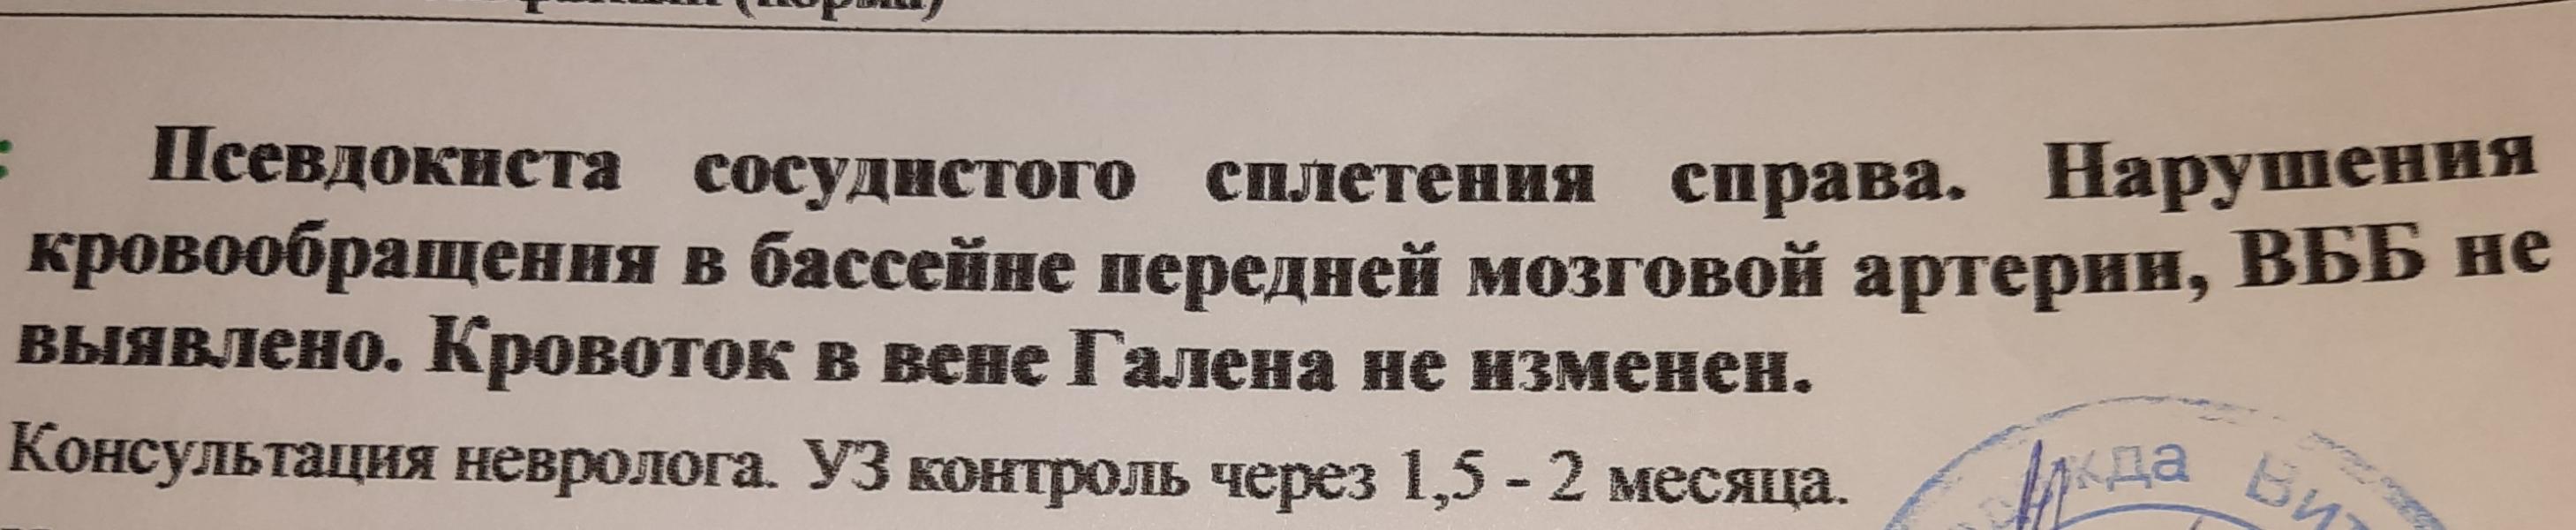 (норма)
Псевдокиста сосудистого сплетения справа. Нарушения
кровообращения в бассейне передней мозговой артерии, ВББ не
выявлено. Кровоток в вене Галена не изменен.
Консультация невролога. УЗ контроль через 1,5 - 2 месяца.